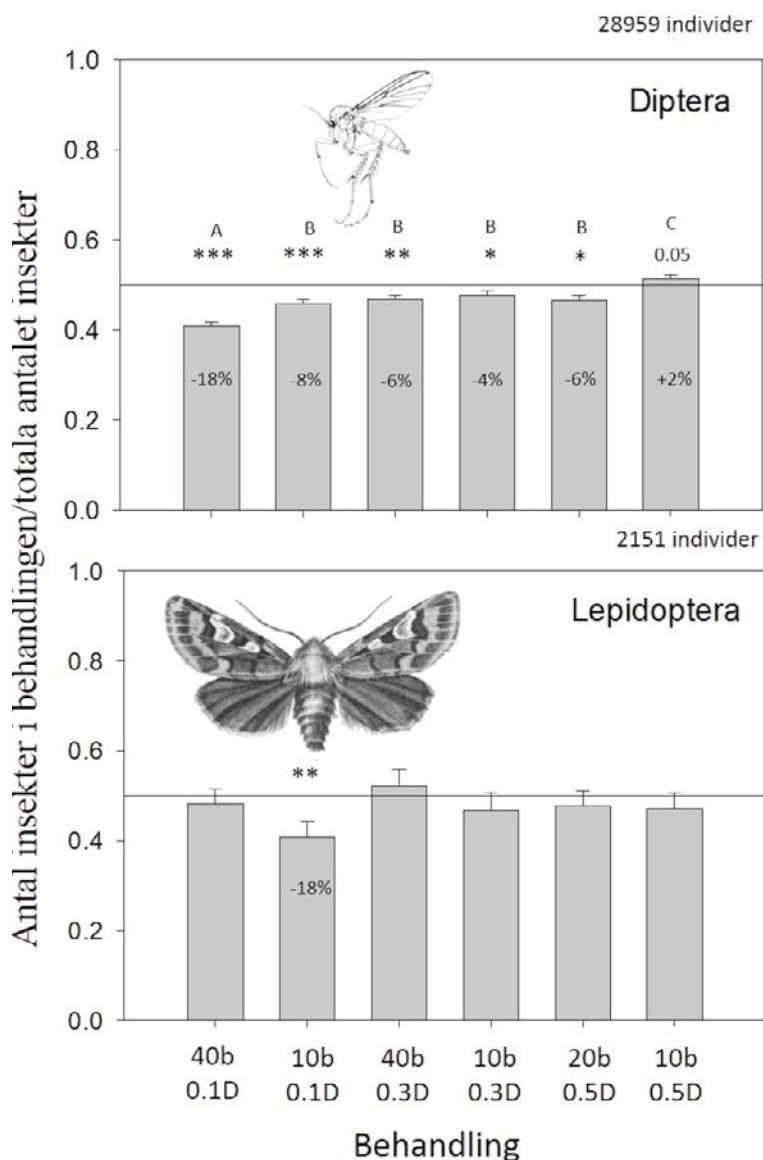 28959 individer
Antal insekter i behandlingen/totala antalet insekter
1.0
Diptera
0.8
A B B B B C
0.6
*** *** ** * * 0.05
0.4
-18% -8% -6% -4% -6% +2%
0.2
0.0
2151 individer
1.0
Lepidoptera
0.8
0.6
**
0.4
-18%
0.2
0.0
40b 10b 40b 10b 20b 10b
0.1D 0.1D 0.3D 0.3D 0.5D 0.5D
Behandling